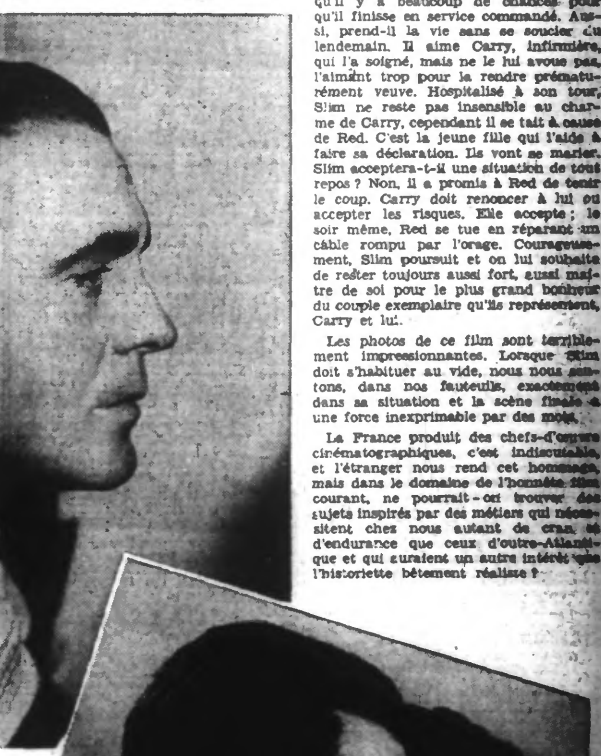 qu'il y a beaucoup de chances pour
qu'il finisse en service commandé. Aus-
si, prend-il la vie sans se soucier du
lendemain. Il aime Carry, infirmière,
qui l'a soigné, mais ne le lui avoue pas,
l'aimant trop pour la rendre prématu-
rément veuve. Hospitalisé à son tour,
Slim ne reste pas insensible au char-
me de Carry, cependant il se tait à cause
de Red. C'est la jeune fille qui l'aide à
faire sa déclaration. Ils vont se marier.
Slim acceptera-t-il une situation de tout
repos ? Non, il a promis à Red de tenir
le coup. Carry doit renoncer à lui ou
accepter les risques. Elle accepte ; le
soir même, Red se tue en réparant un
câble rompu par l'orage. Courageuse-
ment, Slim poursuit et on lui souhaite
de rester toujours aussi fort, aussi maî-
tre de soi pour le plus grand bonheur
du couple exemplaire qu'ils représentent,
Carry et lui.
Les photos de ce film sont terrible-
ment impressionnantes. Lorsque Slim
doit s'habituer au vide, nous nous sen-
tons, dans nos fauteuils, exactement
dans sa situation et la scène finale a
une force inexprimable par des mots.
La France produit des chefs-d'œuvre
cinématographiques, c'est indiscutable,
et l'étranger nous rend cet hommage,
mais dans le domaine de l'honnête film
courant, ne pourrait-on trouver des
sujets inspirés par des métiers qui néces-
sitent chez nous autant de cran et
d'endurance que ceux d'outre-Atlanti-
que et qui auraient un autre intérêt que
l'historiette bêtement réaliste ?